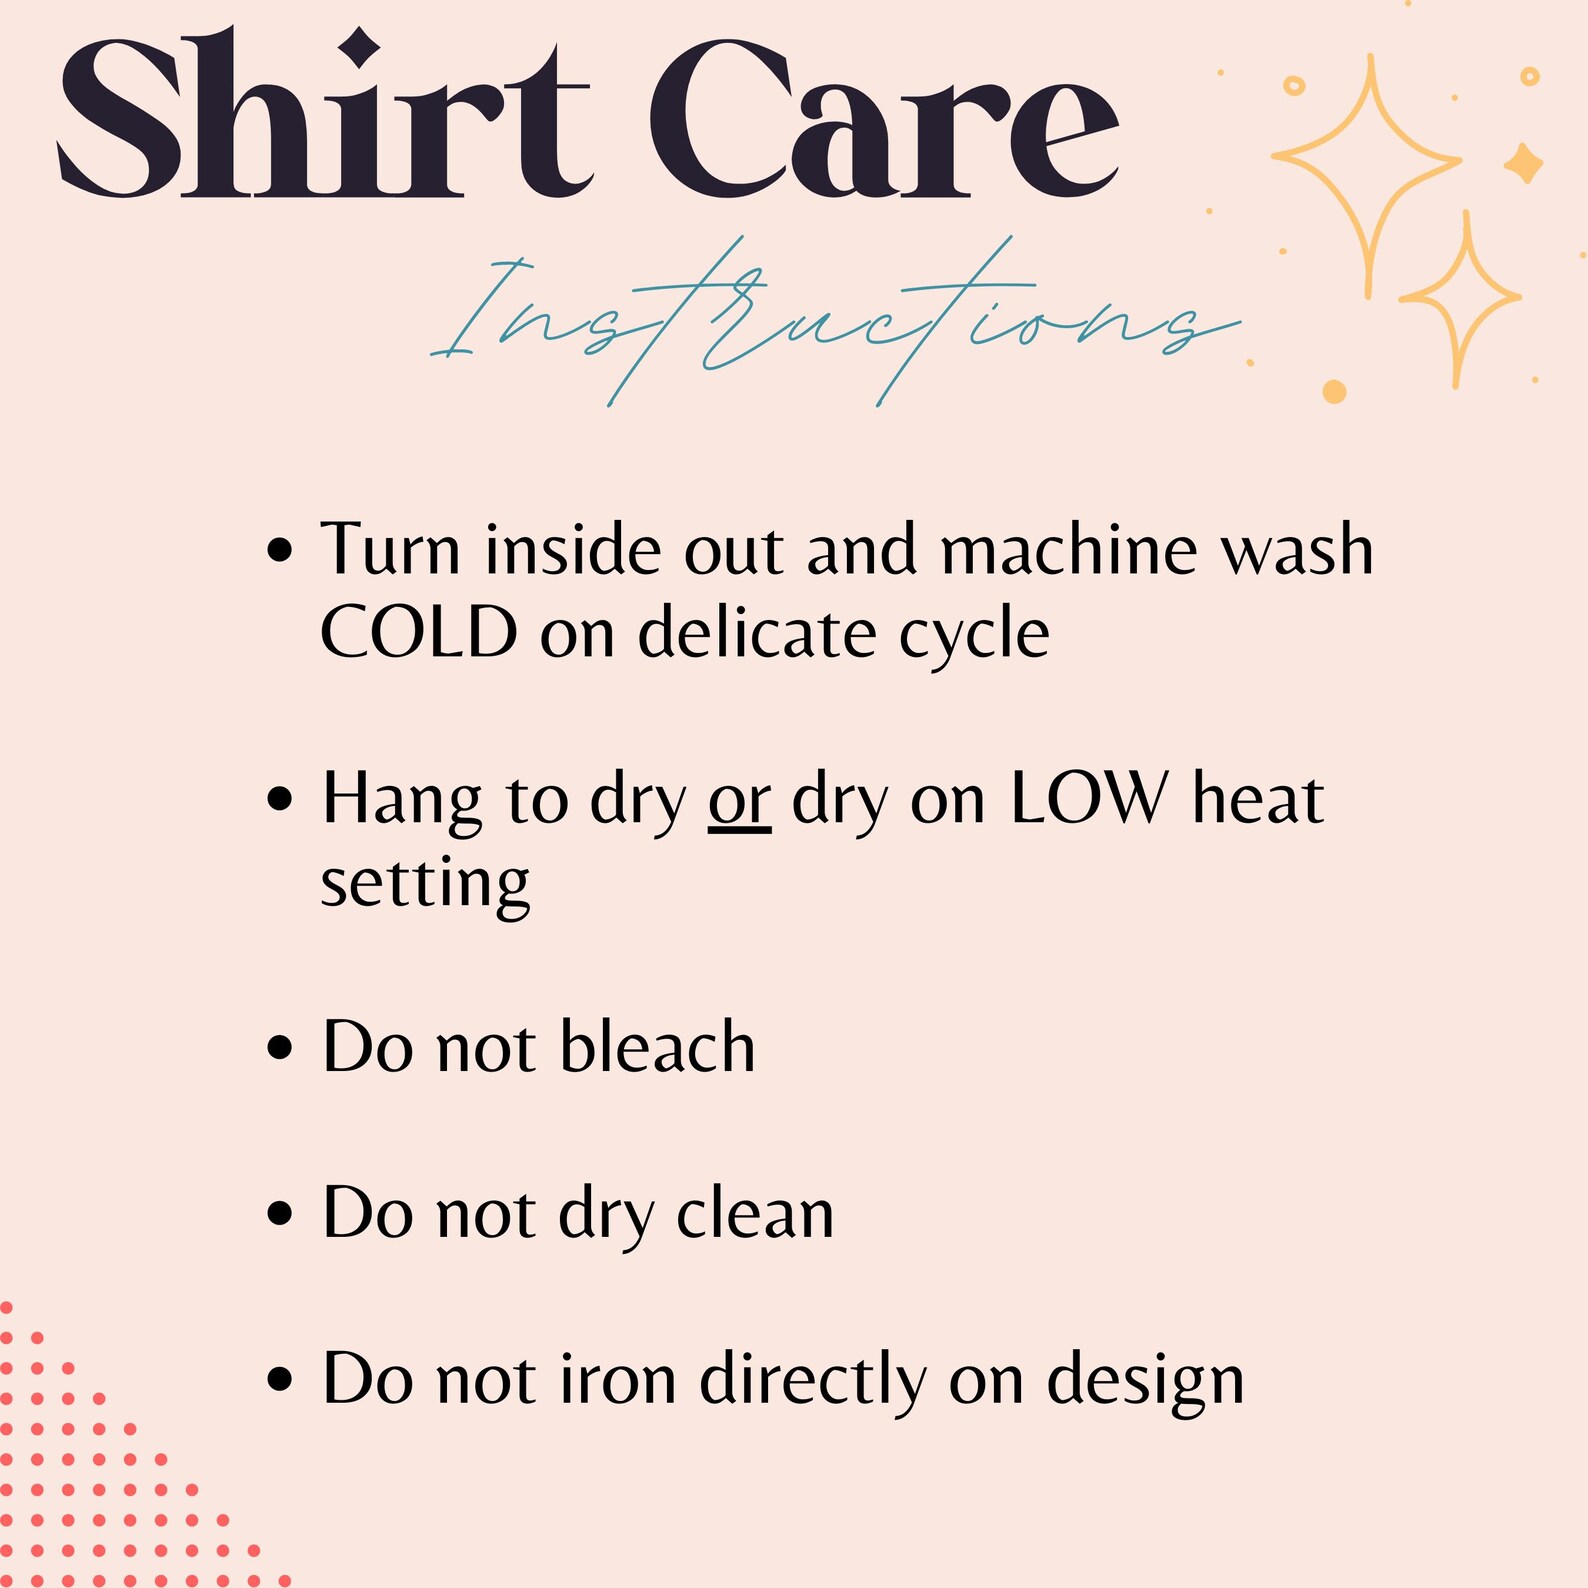 Shirt Care
Instructions
• Turn inside out and machine wash
COLD on delicate cycle
• Hang to dry or dry on LOW heat
setting
• Do not bleach
• Do not dry clean
• Do not iron directly on design